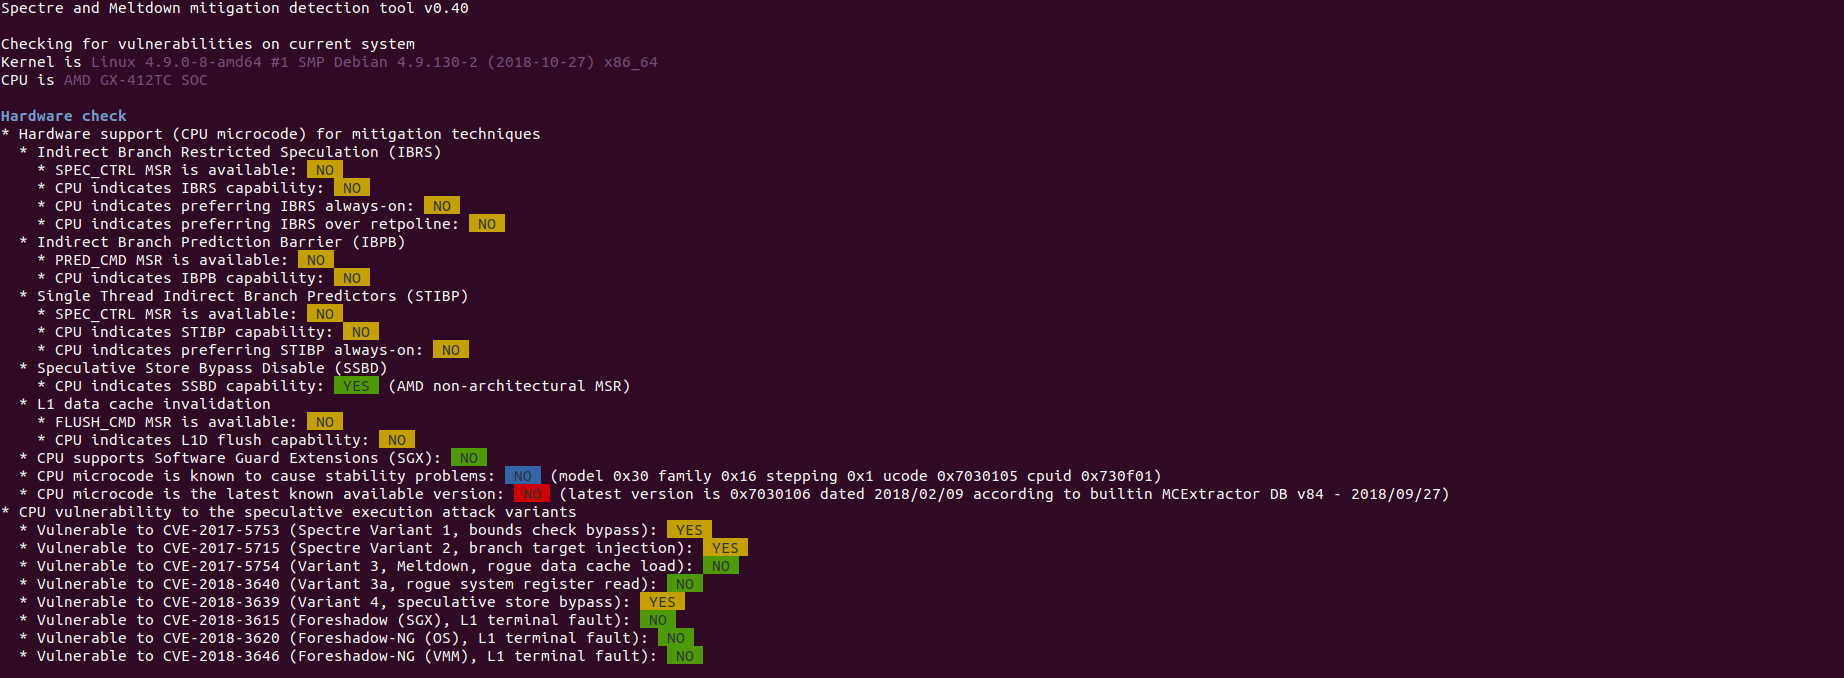 Spectre and Meltdown mitigation detection tool v0.40
Checking for vulnerabilities on current system
Kernel is Linux 4.9.0-8-amd64 #1 SMP Debian 4.9.130-2 (2018-10-27) x86_64
CPU is AMD GX-412TC SOC
Hardware check
* Hardware support (CPU microcode) for mitigation techniques
* Indirect Branch Restricted Speculation (IBRS)
* SPEC_CTRL MSR is available: NO
* CPU indicates IBRS capability: NO
* CPU indicates preferring IBRS always-on: NO
* CPU indicates preferring IBRS over retpoline: NO
* Indirect Branch Prediction Barrier (IBPB)
* PRED_CMD MSR is available: NO
* CPU indicates IBPB capability: NO
* Single Thread Indirect Branch Predictors (STIBP)
* SPEC_CTRL MSR is available: NO
* CPU indicates STIBP capability: NO
* CPU indicates preferring STIBP always-on: NO
* Speculative Store Bypass Disable (SSBD)
* CPU indicates SSBD capability: YES (AMD non-architectural MSR)
* L1 data cache invalidation
* FLUSH_CMD MSR is available: NO
* CPU indicates L1D flush capability: NO
* CPU supports Software Guard Extensions (SGX): NO
* CPU microcode is known to cause stability problems: NO (model 0x30 family 0x16 stepping 0x1 ucode 0x7030105 cpuid 0x730f01)
* CPU microcode is the latest known available version: NO (latest version is 0x7030106 dated 2018/02/09 according to builtin MCExtractor DB v84 - 2018/09/27)
* CPU vulnerability to the speculative execution attack variants
* Vulnerable to CVE-2017-5753 (Spectre Variant 1, bounds check bypass): YES
* Vulnerable to CVE-2017-5715 (Spectre Variant 2, branch target injection): YES
* Vulnerable to CVE-2017-5754 (Variant 3, Meltdown, rogue data cache load): NO
* Vulnerable to CVE-2018-3640 (Variant 3a, rogue system register read): NO
* Vulnerable to CVE-2018-3639 (Variant 4, speculative store bypass): YES
* Vulnerable to CVE-2018-3615 (Foreshadow (SGX), L1 terminal fault): NO
* Vulnerable to CVE-2018-3620 (Foreshadow-NG (OS), L1 terminal fault): NO
* Vulnerable to CVE-2018-3646 (Foreshadow-NG (VMM), L1 terminal fault): NO